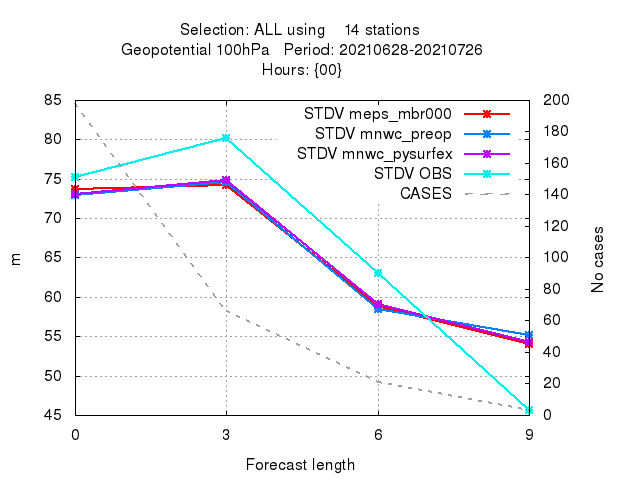 Selection: ALL using    14 stations
Geopotential 100hPa   Period: 20210628-20210726
Hours: {00}
85
80
75
70
65
60
55
50
45
m
STDV meps_mbr000
STDV mnwc_preop
STDV mnwc_pysurfex
STDV OBS
CASES
200
180
160
140
120
100
80
60
40
20
0
No cases
0 3 6 9
Forecast length